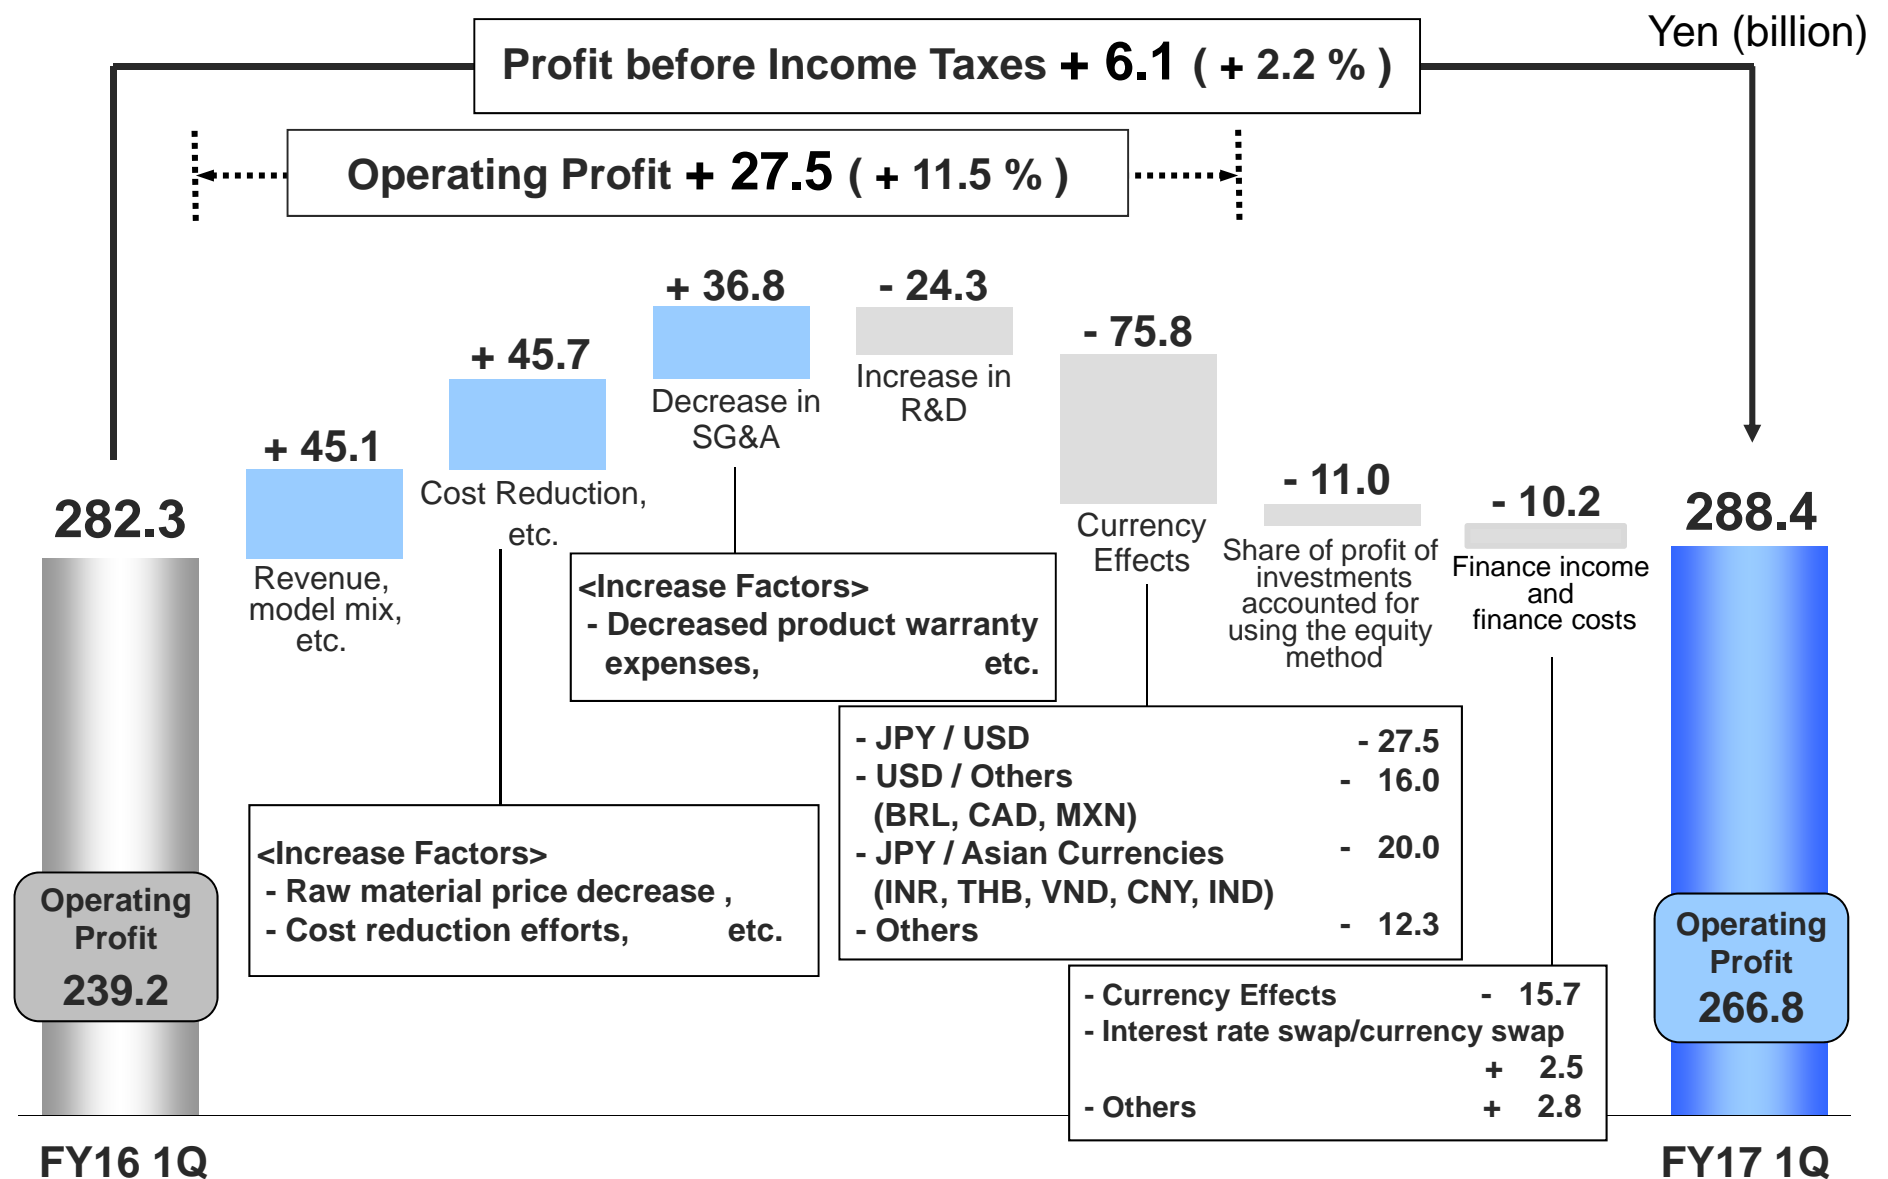 Yen (billion)
Profit before Income Taxes + 6.1 ( + 2.2 % )
Operating Profit + 27.5 ( + 11.5 % )
282.3
Operating
Profit
239.2
FY16 1Q
+ 45.1
Revenue,
model mix,
etc.
+ 45.7
Cost Reduction,
etc.
<Increase Factors>
- Raw material price decrease ,
- Cost reduction efforts, etc.
+ 36.8
Decrease in
SG&A
<Increase Factors>
- Decreased product warranty
expenses, etc.
- 24.3
Increase in
R&D
- 75.8
Currency
Effects
- JPY / USD - 27.5
- USD / Others - 16.0
(BRL, CAD, MXN)
- JPY / Asian Currencies - 20.0
(INR, THB, VND, CNY, IND)
- Others - 12.3
- 11.0
Share of profit of
investments
accounted for
using the equity
method
- 10.2
Finance income
and
finance costs
- Currency Effects - 15.7
- Interest rate swap/currency swap
+ 2.5
- Others + 2.8
288.4
Operating
Profit
266.8
FY17 1Q